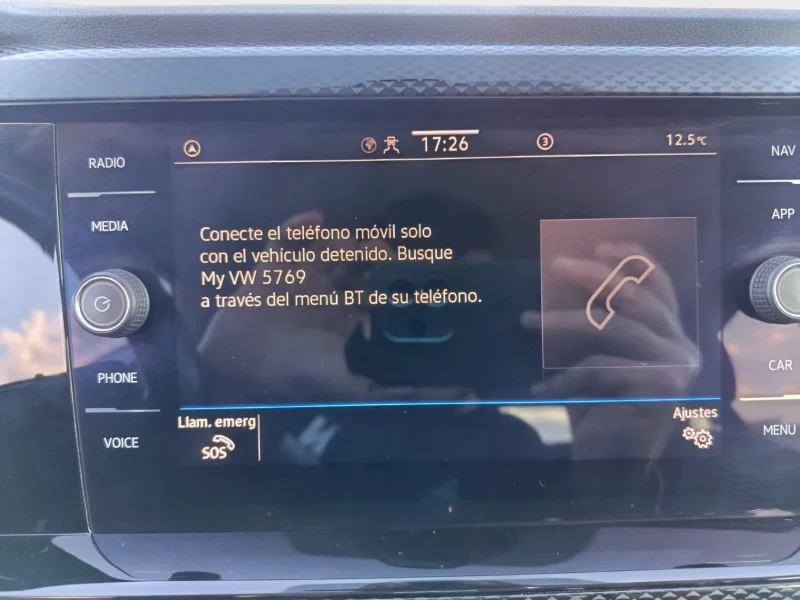 RADIO
MEDIA
PHONE
VOICE
17:26
3
12.5°C
Conecte el teléfono móvil solo
con el vehículo detenido. Busque
My VW 5769
a través del menú BT de su teléfono.
Llam. emerg
SOS
Ajustes
NAV
APP
CAR
MENU